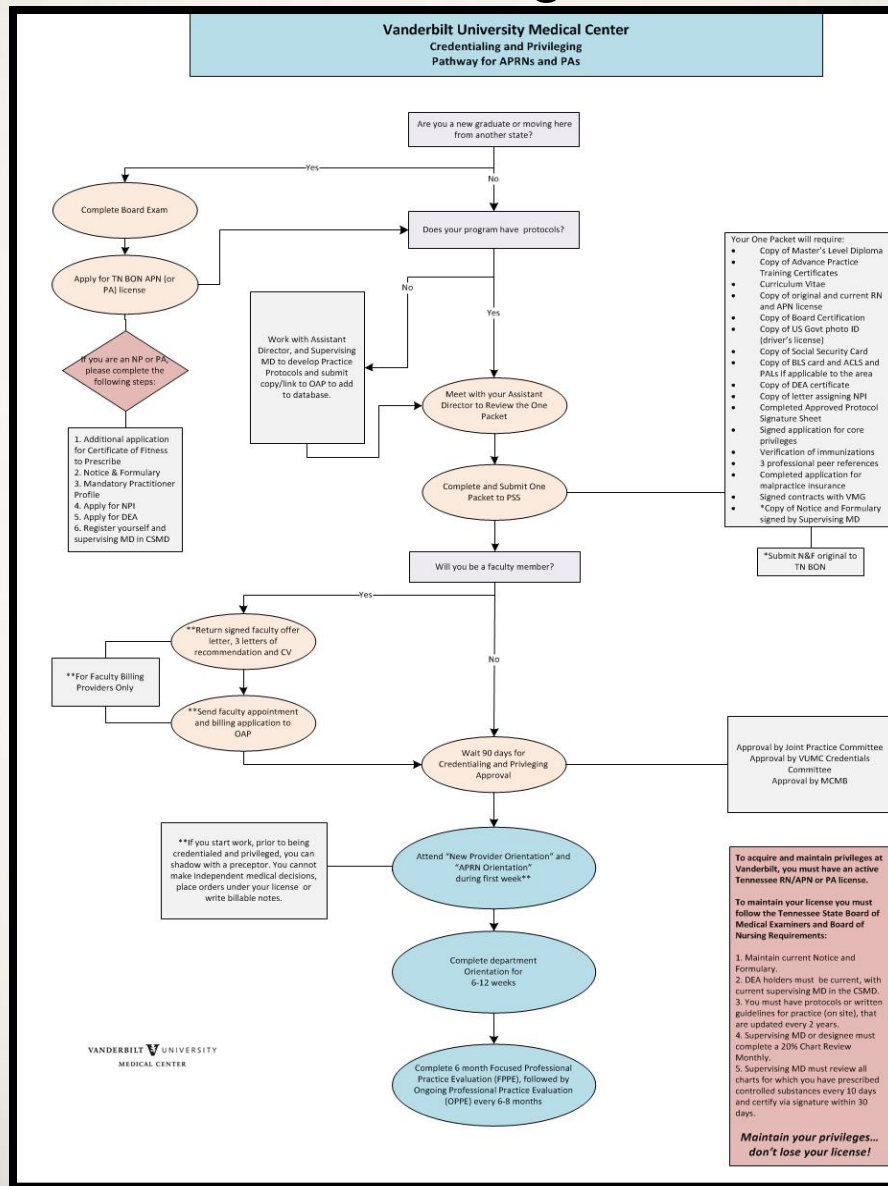 Vanderbilt University Medical Center
Credentialing and Privileging
Pathway for APRNs and PAs
Are you a new graduate or moving here
from another state?
Yes
No
Complete Board Exam
Does your program have protocols?
Apply for TN BON APN (or
PA) license
No
Yes
If you are an NP or PA,
please complete the
following steps:
Work with Assistant
Director, and Supervising
MD to develop Practice
Protocols and submit
copy/link to OAP to add
to database.
Meet with your Assistant
Director to Review the One
Packet
1. Additional application
for Certificate of Fitness
to Prescribe
2. Notice & Formulary
3. Mandatory Practitioner
Profile
4. Apply for NPI
5. Apply for DEA
6. Register yourself and
supervising MD in CSMD
Complete and Submit One
Packet to PSS
Your One Packet will require:
• Copy of Master's Level Diploma
• Copy of Advance Practice
Training Certificates
• Curriculum Vitae
• Copy of original and current RN
and APN license
• Copy of Board Certification
• Copy of US Govt photo ID
(driver's license)
• Copy of Social Security Card
• Copy of BLS card and ACLS and
PALs if applicable to the area
• Copy of DEA certificate
• Copy of letter assigning NPI
• Completed Approved Protocol
Signature Sheet
• Signed application for core
privileges
• Verification of immunizations
• 3 professional peer references
• Completed application for
malpractice insurance
• Signed contracts with VMG
• *Copy of Notice and Formulary
signed by Supervising MD
*Submit N&F original to
TN BON
Will you be a faculty member?
Yes
No
**Return signed faculty offer
letter, 3 letters of
recommendation and CV
**For Faculty Billing
Providers Only
**Send faculty appointment
and billing application to
OAP
Wait 90 days for
Credentialing and Privleging
Approval
Approval by Joint Practice Committee
Approval by VUMC Credentials
Committee
Approval by MCMB
**If you start work, prior to being
credentialed and privileged, you can
shadow with a preceptor. You cannot
make independent medical decisions,
place orders under your license or
write billable notes.
Attend "New Provider Orientation" and
"APRN Orientation"
during first week**
Complete department
Orientation for
6-12 weeks
Complete 6 month Focused Professional
Practice Evaluation (FPPE), followed by
Ongoing Professional Practice Evaluation
(OPPE) every 6-8 months
To acquire and maintain privileges at
Vanderbilt, you must have an active
Tennessee RN/APN or PA license.
To maintain your license you must
follow the Tennessee State Board of
Medical Examiners and Board of
Nursing Requirements:
1. Maintain current Notice and
Formulary.
2. DEA holders must be current, with
current supervising MD in the CSMD.
3. You must have protocols or written
guidelines for practice (on site), that
are updated every 2 years.
4. Supervising MD or designee must
complete a 20% Chart Review
Monthly.
5. Supervising MD must review all
charts for which you have prescribed
controlled substances every 10 days
and certify via signature within 30
days.
Maintain your privileges...
don't lose your license!
VANDERBILT UNIVERSITY
MEDICAL CENTER